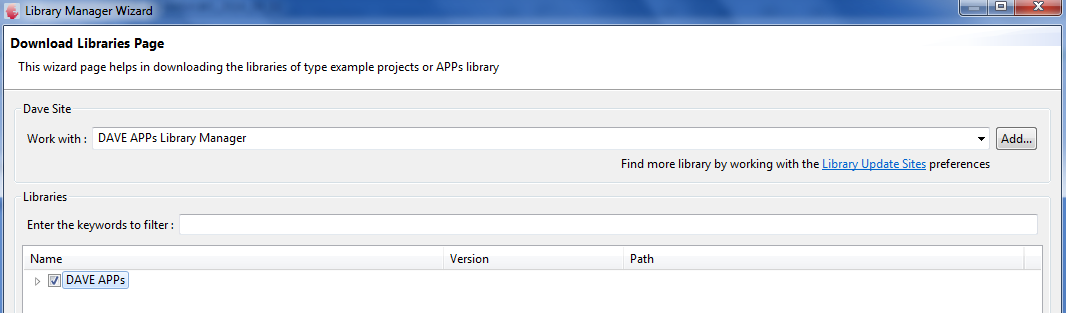 Library Manager Wizard
Download Libraries Page
This wizard page helps in downloading the libraries of type example projects or APPs library
Dave Site
Work with : DAVE APPs Library Manager Add...
Find more library by working with the Library Update Sites preferences
Libraries
Enter the keywords to filter :
Name Version Path
DAVE APPs